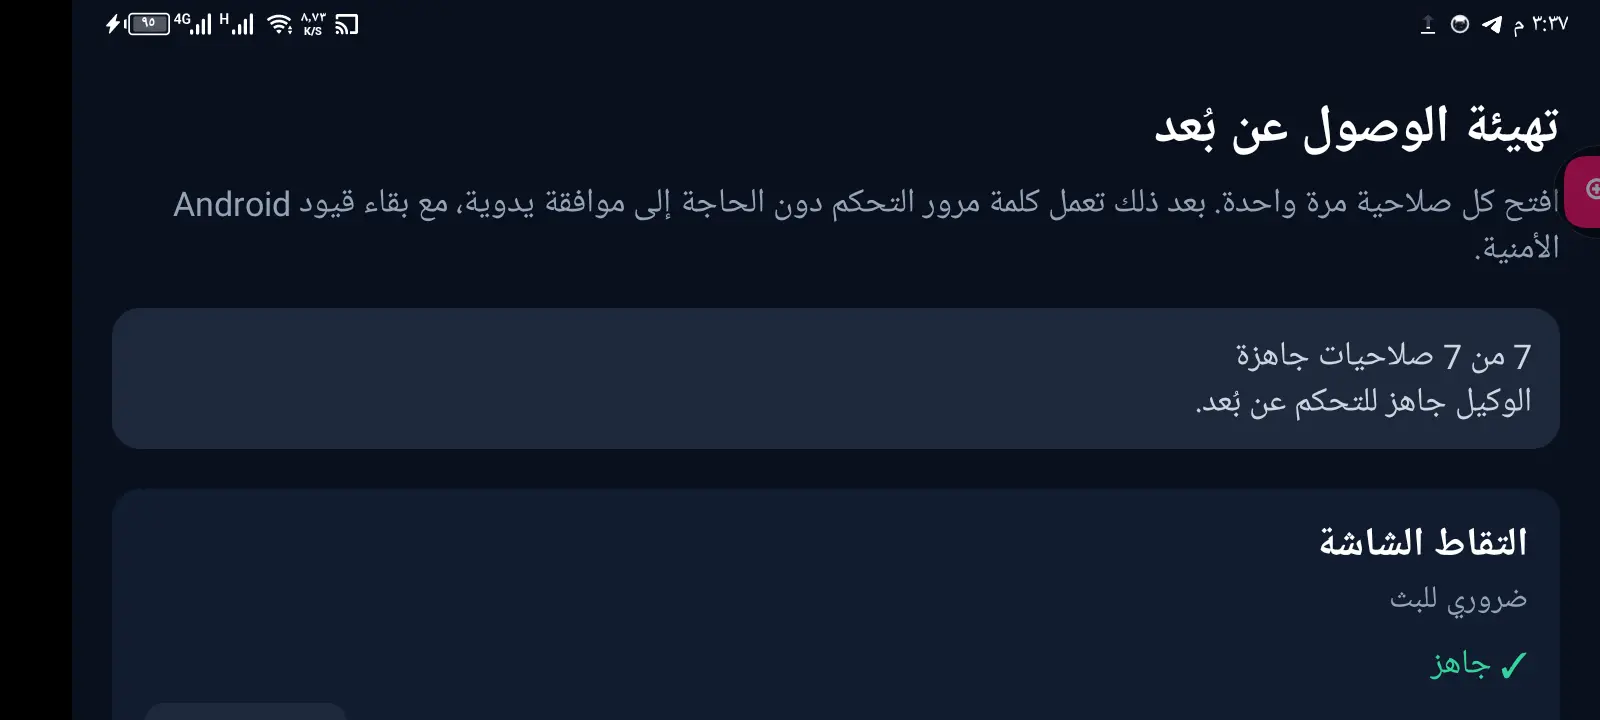 ٣:٣٧ م
٨,٧٣ K/S
H
4G
٩٥
تهيئة الوصول عن بُعد
افتح كل صلاحية مرة واحدة. بعد ذلك تعمل كلمة مرور التحكم دون الحاجة إلى موافقة يدوية، مع بقاء قيود Android
الأمنية.
7 من 7 صلاحيات جاهزة
الوكيل جاهز للتحكم عن بُعد.
التقاط الشاشة
ضروري للبث
✓ جاهز